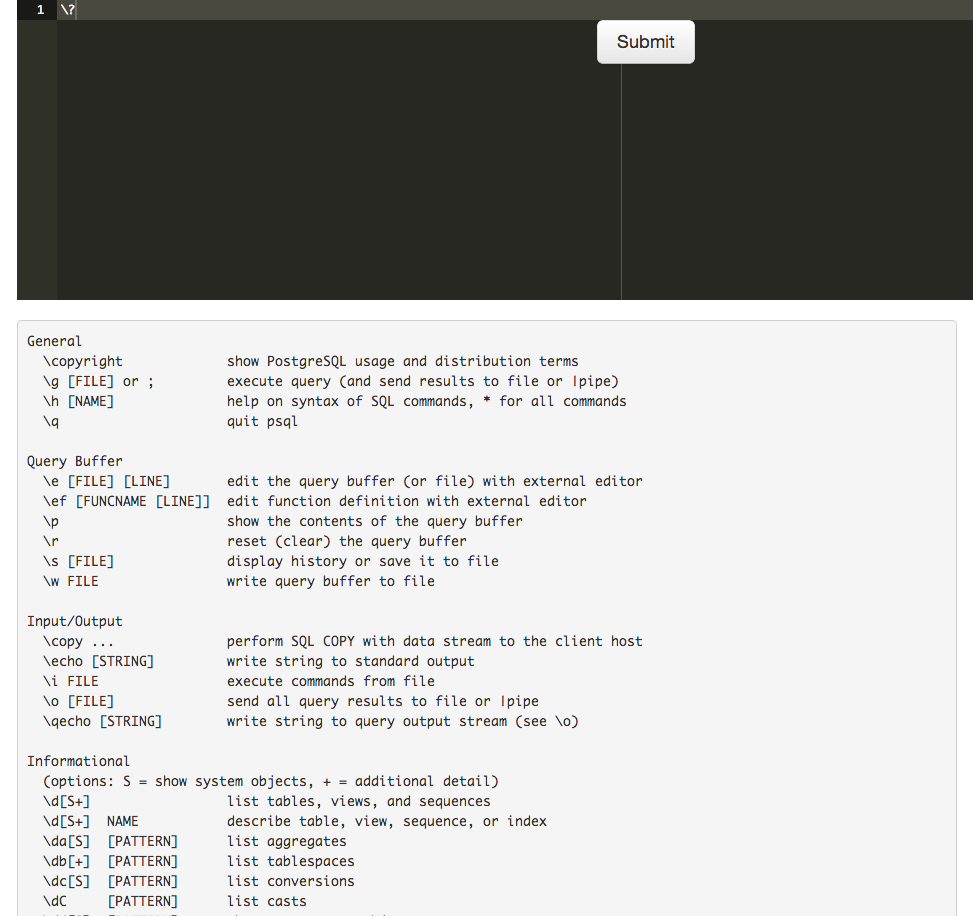 1 \?
Submit
General
\copyright show PostgreSQL usage and distribution terms
\g [FILE] or ; execute query (and send results to file or |pipe)
\h [NAME] help on syntax of SQL commands, * for all commands
\q quit psql
Query Buffer
\e [FILE] [LINE] edit the query buffer (or file) with external editor
\ef [FUNCNAME [LINE]] edit function definition with external editor
\p show the contents of the query buffer
\r reset (clear) the query buffer
\s [FILE] display history or save it to file
\w FILE write query buffer to file
Input/Output
\copy ... perform SQL COPY with data stream to the client host
\echo [STRING] write string to standard output
\i FILE execute commands from file
\o [FILE] send all query results to file or |pipe
\qecho [STRING] write string to query output stream (see \o)
Informational
(options: S = show system objects, + = additional detail)
\d[S+] list tables, views, and sequences
\d[S+] NAME describe table, view, sequence, or index
\da[S] [PATTERN] list aggregates
\db[+] [PATTERN] list tablespaces
\dc[S] [PATTERN] list conversions
\dC [PATTERN] list casts